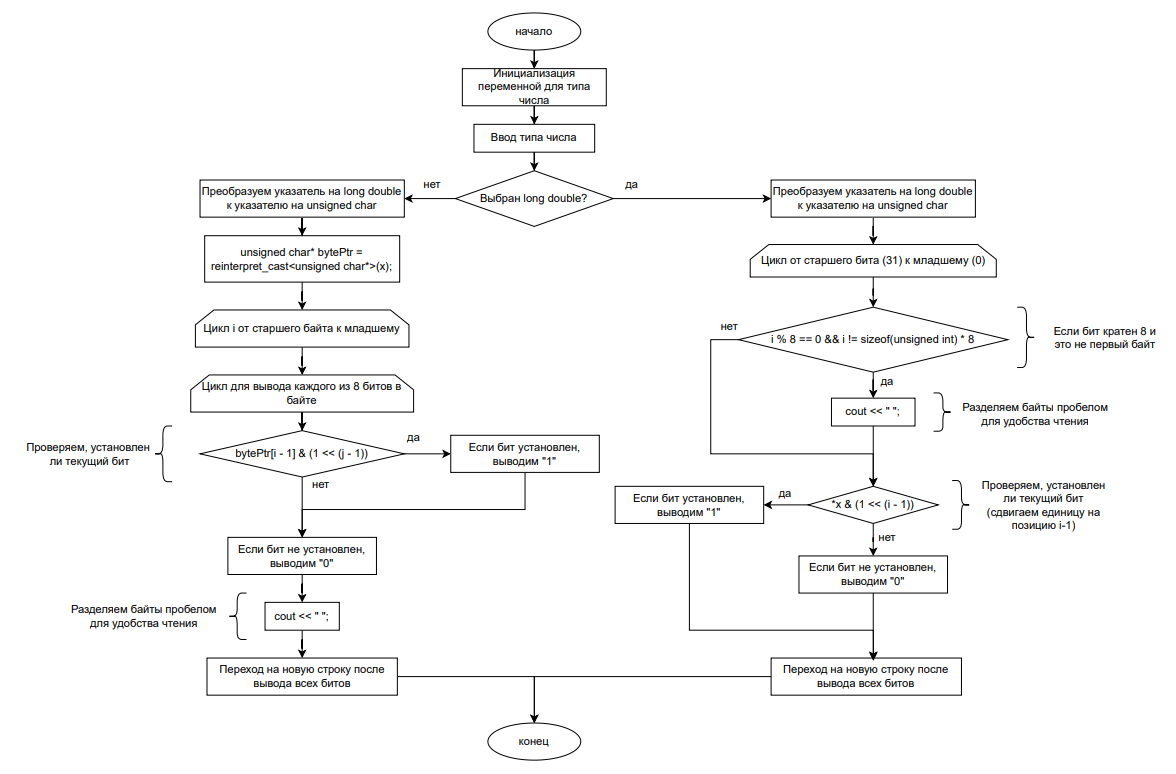 начало
Инициализация
переменной для типа
числа
Ввод типа числа
Выбран long double?
нет
да
Преобразуем указатель на long double
к указателю на unsigned char
unsigned char* bytePtr =
reinterpret_cast<unsigned char*>(x);
Цикл i от старшего байта к младшему
Цикл для вывода каждого из 8 битов в
байте
Проверяем, установлен
ли текущий бит
bytePtr[i - 1] & (1 << (j - 1))
да
Если бит установлен,
выводим "1"
нет
Если бит не установлен,
выводим "0"
Разделяем байты пробелом
для удобства чтения
cout << " ";
Переход на новую строку после
вывода всех битов
Преобразуем указатель на long double
к указателю на unsigned char
Цикл от старшего бита (31) к младшему (0)
нет
i % 8 == 0 && i != sizeof(unsigned int) * 8
Если бит кратен 8 и
это не первый байт
да
cout << " ";
Разделяем байты пробелом
для удобства чтения
*x & (1 << (i - 1))
Проверяем, установлен
ли текущий бит
(сдвигаем единицу на
позицию i-1)
да
Если бит установлен,
выводим "1"
нет
Если бит не установлен,
выводим "0"
Переход на новую строку после
вывода всех битов
конец